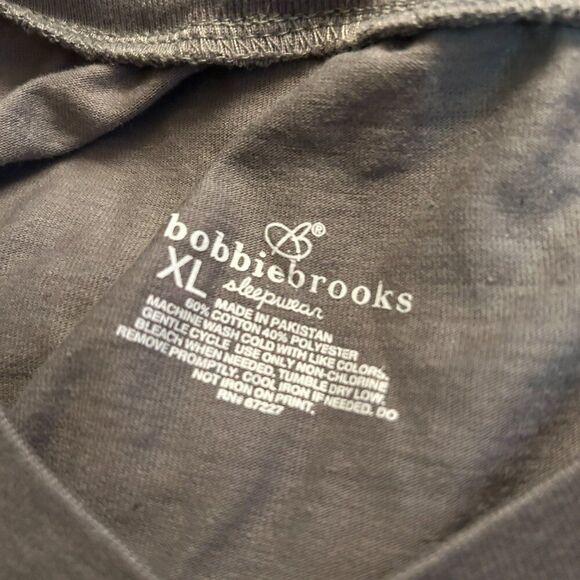 ®
bobbiebrooks
XL sleepwear
MADE IN PAKISTAN
60% COTTON 40% POLYESTER
MACHINE WASH COLD WITH LIKE COLORS,
GENTLE CYCLE USE ONLY NON-CHLORINE
BLEACH WHEN NEEDED. TUMBLE DRY LOW,
REMOVE PROMPTLY. COOL IRON IF NEEDED. DO
NOT IRON ON PRINT.
RN# 67227